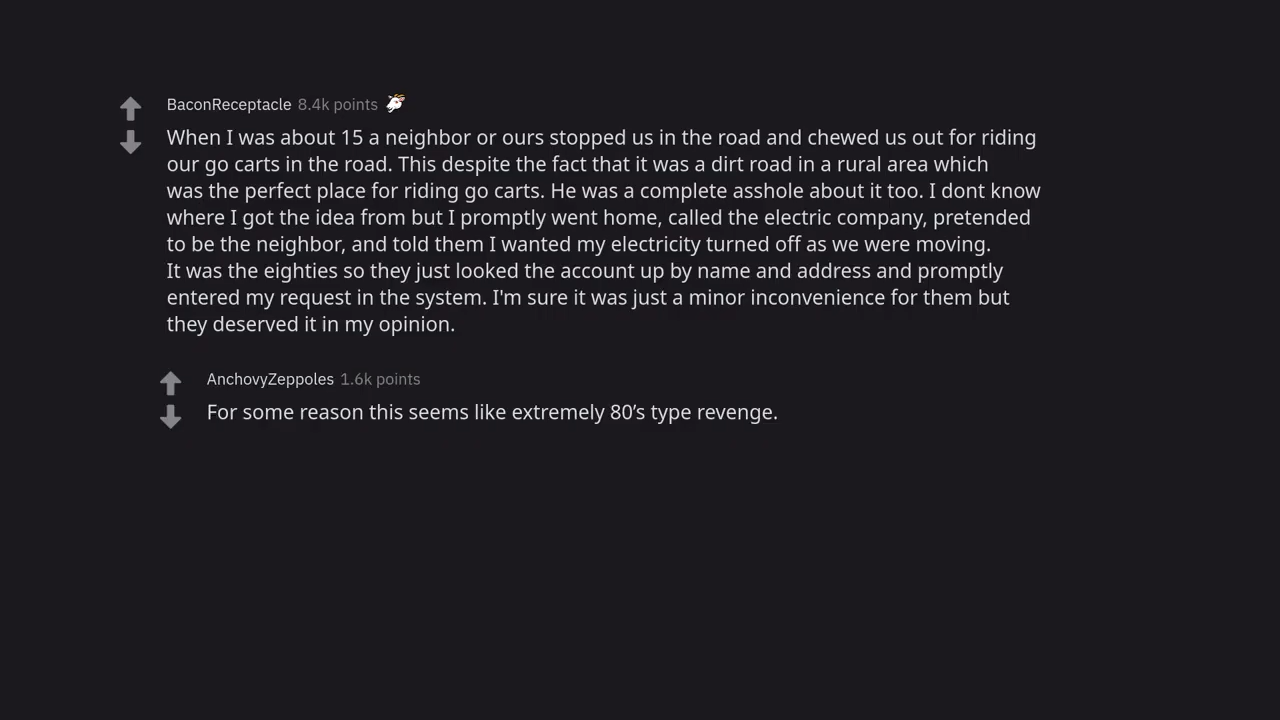 BaconReceptacle 8.4k points
When I was about 15 a neighbor or ours stopped us in the road and chewed us out for riding
our go carts in the road. This despite the fact that it was a dirt road in a rural area which
was the perfect place for riding go carts. He was a complete asshole about it too. I dont know
where I got the idea from but I promptly went home, called the electric company, pretended
to be the neighbor, and told them I wanted my electricity turned off as we were moving.
It was the eighties so they just looked the account up by name and address and promptly
entered my request in the system. I'm sure it was just a minor inconvenience for them but
they deserved it in my opinion.
AnchovyZeppoles 1.6k points
For some reason this seems like extremely 80’s type revenge.